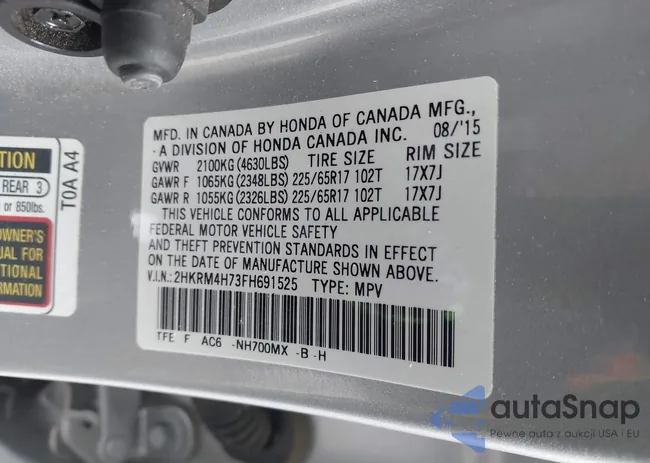 MFD. IN CANADA BY HONDA OF CANADA MFG.,
A DIVISION OF HONDA CANADA INC. 08/'15
GVWR 2100KG (4630LBS) TIRE SIZE RIM SIZE
GAWR F 1065KG (2348LBS) 225/65R17 102T 17X7J
GAWR R 1055KG (2326LBS) 225/65R17 102T 17X7J
THIS VEHICLE CONFORMS TO ALL APPLICABLE
FEDERAL MOTOR VEHICLE SAFETY
AND THEFT PREVENTION STANDARDS IN EFFECT
ON THE DATE OF MANUFACTURE SHOWN ABOVE.
V.I.N.: 2HKRM4H73FH691525 TYPE: MPV
TFE F AC6 -NH700MX -B -H
TION
REAR 3
or 850lbs.
T0A A4
OWNER'S
UAL FOR
TIONAL
RMATION
autaSnap
Pewne auta z aukcji USA i EU